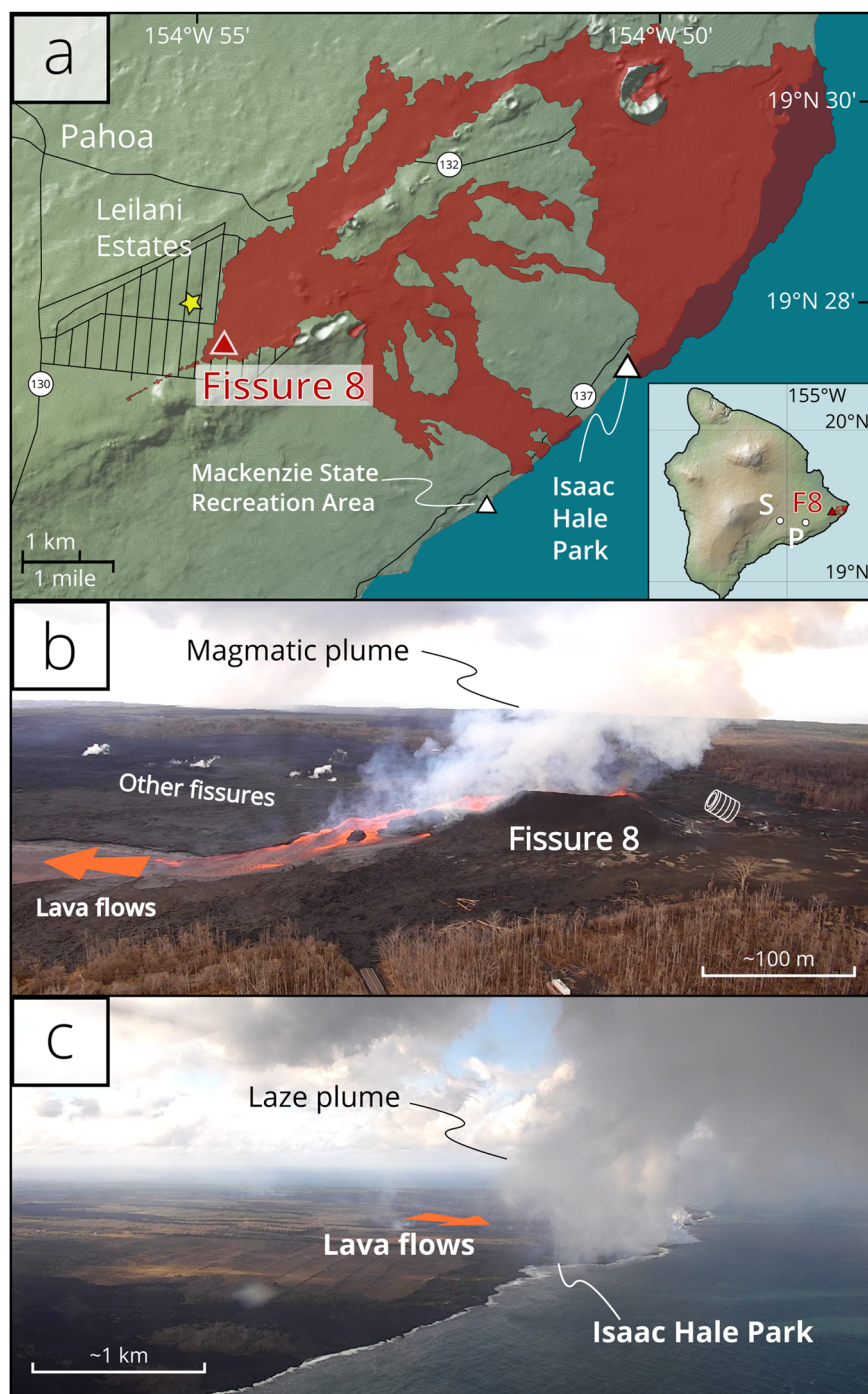 a
154°W 55'
154°W 50'
19°N 30'
Pahoa
132
Leilani
Estates
19°N 28'
Fissure 8
130
137
Mackenzie State
Recreation Area
Isaac
Hale
Park
1 km
1 mile
155°W
20°N
S
F8
P
19°N
b
Magmatic plume
Other fissures
Fissure 8
Lava flows
~100 m
c
Laze plume
Lava flows
Isaac Hale Park
~1 km